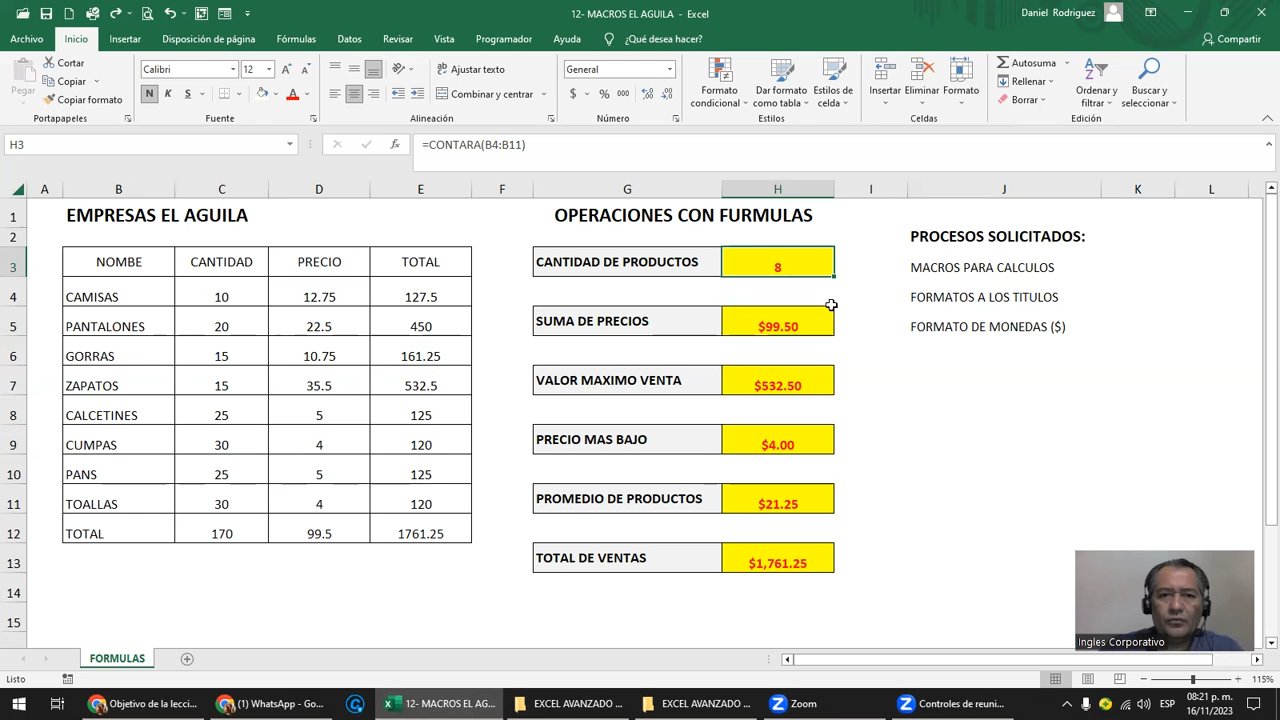 12- MACROS EL AGUILA - Excel
Daniel Rodriguez
Archivo Inicio Insertar Disposición de página Fórmulas Datos Revisar Vista Programador Ayuda ¿Qué desea hacer? Compartir
Pegar
Cortar
Copiar
Copiar formato
Portapapeles
Calibri 12
N K S
Fuente
Ajustar texto
Combinar y centrar
Alineación
General
$ % 000
Número
Formato condicional
Dar formato como tabla
Estilos de celda
Estilos
Insertar Eliminar Formato
Celdas
Autosuma
Rellenar
Borrar
Ordenar y filtrar
Buscar y seleccionar
Edición
H3 fx =CONTARA(B4:B11)
A B C D E F G H I J K L
1 EMPRESAS EL AGUILA OPERACIONES CON FURMULAS
2 PROCESOS SOLICITADOS:
3 NOMBE CANTIDAD PRECIO TOTAL CANTIDAD DE PRODUCTOS 8 MACROS PARA CALCULOS
4 CAMISAS 10 12.75 127.5 FORMATOS A LOS TITULOS
5 PANTALONES 20 22.5 450 SUMA DE PRECIOS $99.50 FORMATO DE MONEDAS ($)
6 GORRAS 15 10.75 161.25
7 ZAPATOS 15 35.5 532.5 VALOR MAXIMO VENTA $532.50
8 CALCETINES 25 5 125
9 CUMPAS 30 4 120 PRECIO MAS BAJO $4.00
10 PANS 25 5 125
11 TOALLAS 30 4 120 PROMEDIO DE PRODUCTOS $21.25
12 TOTAL 170 99.5 1761.25
13 TOTAL DE VENTAS $1,761.25
14
15
Ingles Corporativo
FORMULAS
Listo 115%
Objetivo de la lecci... (1) WhatsApp - Go... 12- MACROS EL AG... EXCEL AVANZADO ... EXCEL AVANZADO ... Zoom Controles de reuni... ESP 08:21 p. m.
16/11/2023